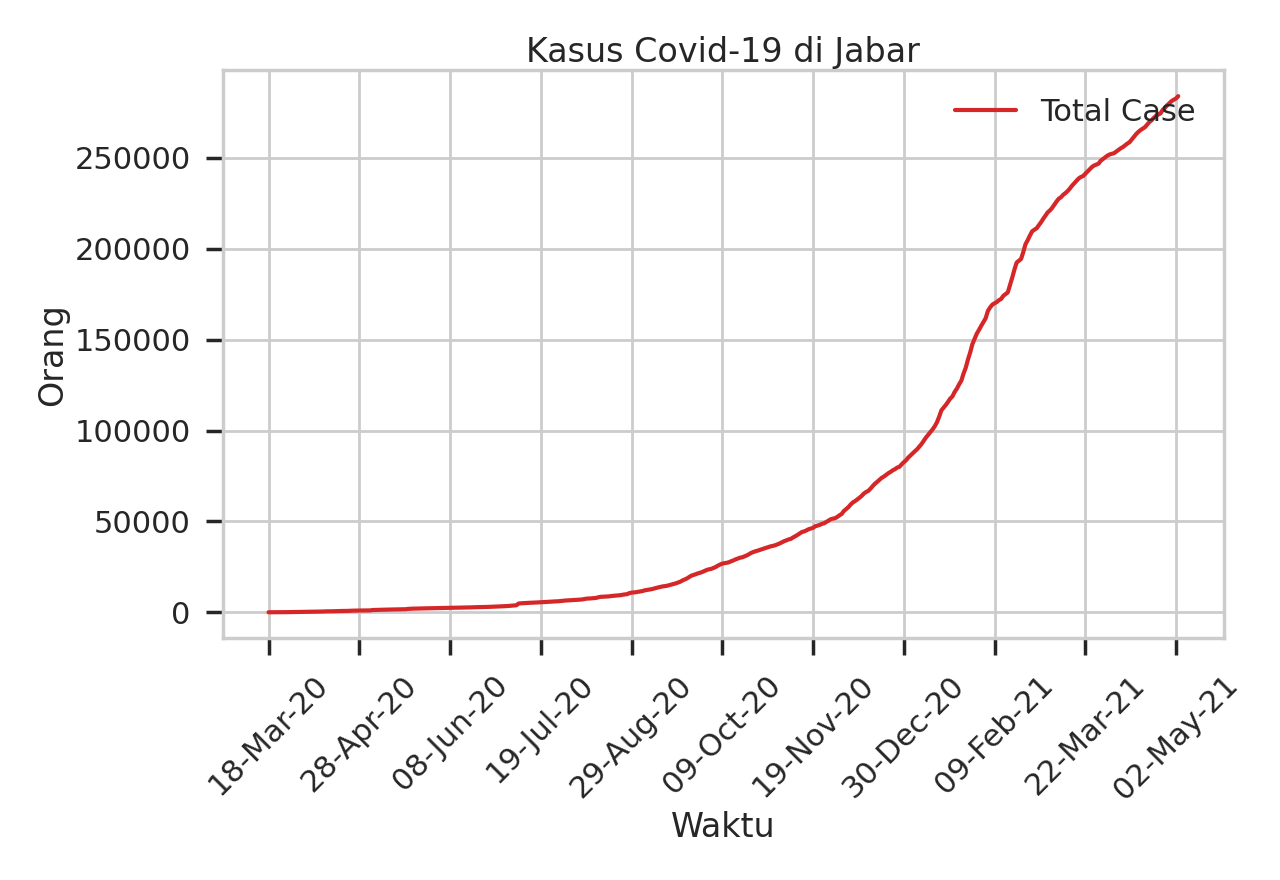 Kasus Covid-19 di Jabar
Total Case
Orang
250000
200000
150000
100000
50000
0
18-Mar-20
28-Apr-20
08-Jun-20
19-Jul-20
29-Aug-20
09-Oct-20
19-Nov-20
30-Dec-20
09-Feb-21
22-Mar-21
02-May-21
Waktu